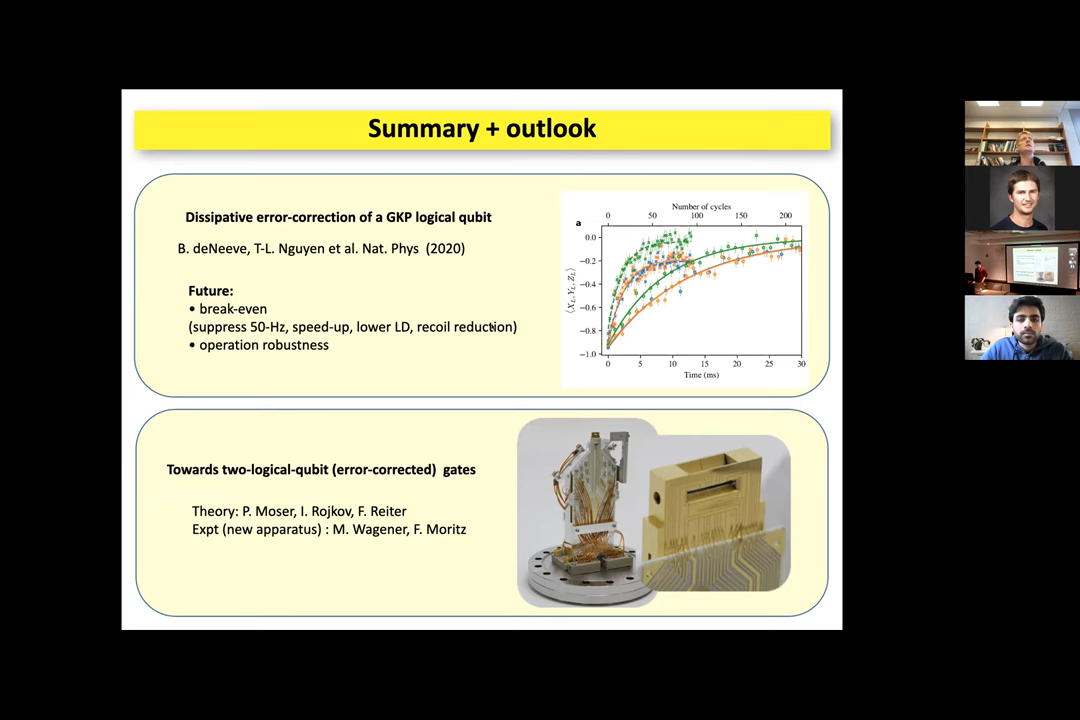 Summary + outlook
Dissipative error-correction of a GKP logical qubit
B. deNeeve, T-L. Nguyen et al. Nat. Phys (2020)
Future:
• break-even
(suppress 50-Hz, speed-up, lower LD, recoil reduction)
• operation robustness
Number of cycles
a
0 50 100 150 200
0.0
−0.2
−0.4
−0.6
−0.8
−1.0
⟨X_L, Y_L, Z_L⟩
0 5 10 15 20 25 30
Time (ms)
Towards two-logical-qubit (error-corrected) gates
Theory: P. Moser, I. Rojkov, F. Reiter
Expt (new apparatus) : M. Wagener, F. Moritz